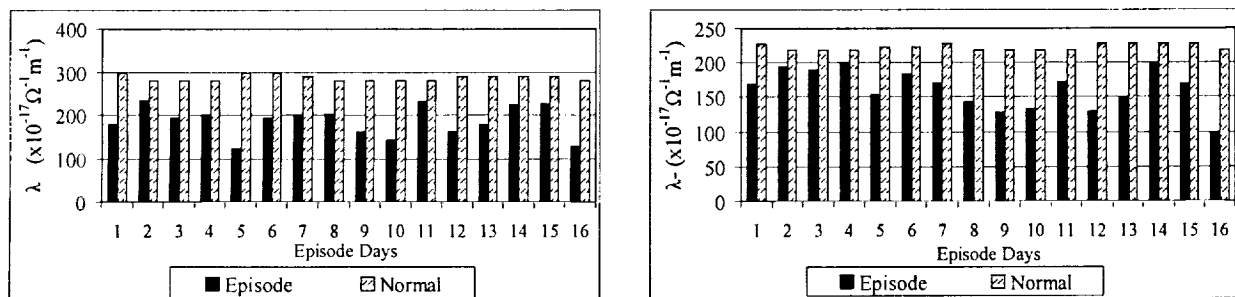 400
300
200
100
0
λ (x10⁻¹⁷Ω⁻¹m⁻¹)
1 2 3 4 5 6 7 8 9 10 11 12 13 14 15 16
Episode Days
Episode Normal
250
200
150
100
50
0
λ- (x10⁻¹⁷Ω⁻¹m⁻¹)
1 2 3 4 5 6 7 8 9 10 11 12 13 14 15 16
Episode Days
Episode Normal